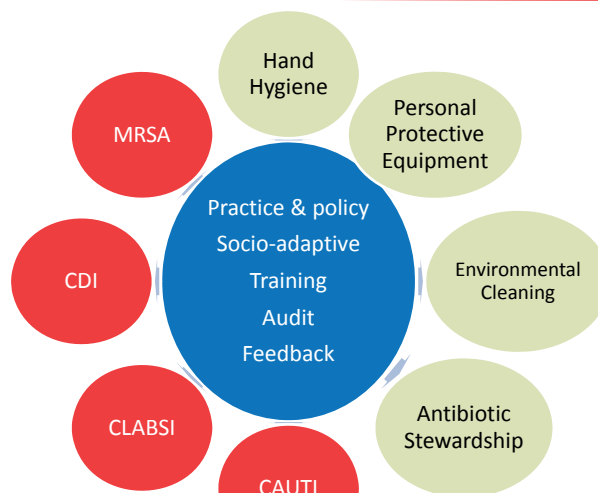 Hand
Hygiene
Personal
Protective
Equipment
Environmental
Cleaning
Antibiotic
Stewardship
CAUTI
CLABSI
CDI
MRSA
Practice & policy
Socio-adaptive
Training
Audit
Feedback